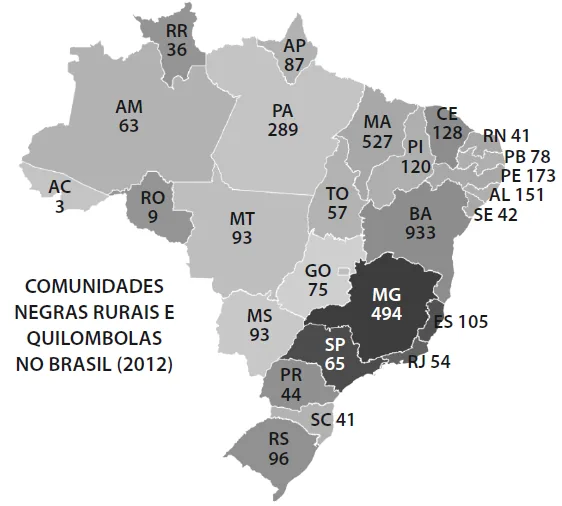 RR
36
AP
87
AM
63
PA
289
MA
527
CE
128
RN 41
PB 78
PE 173
AL 151
SE 42
PI
120
AC
3
RO
9
TO
57
MT
93
BA
933
GO
75
COMUNIDADES
NEGRAS RURAIS E
QUILOMBOLAS
NO BRASIL (2012)
MG
494
ES 105
MS
93
SP
65
RJ 54
PR
44
SC 41
RS
96